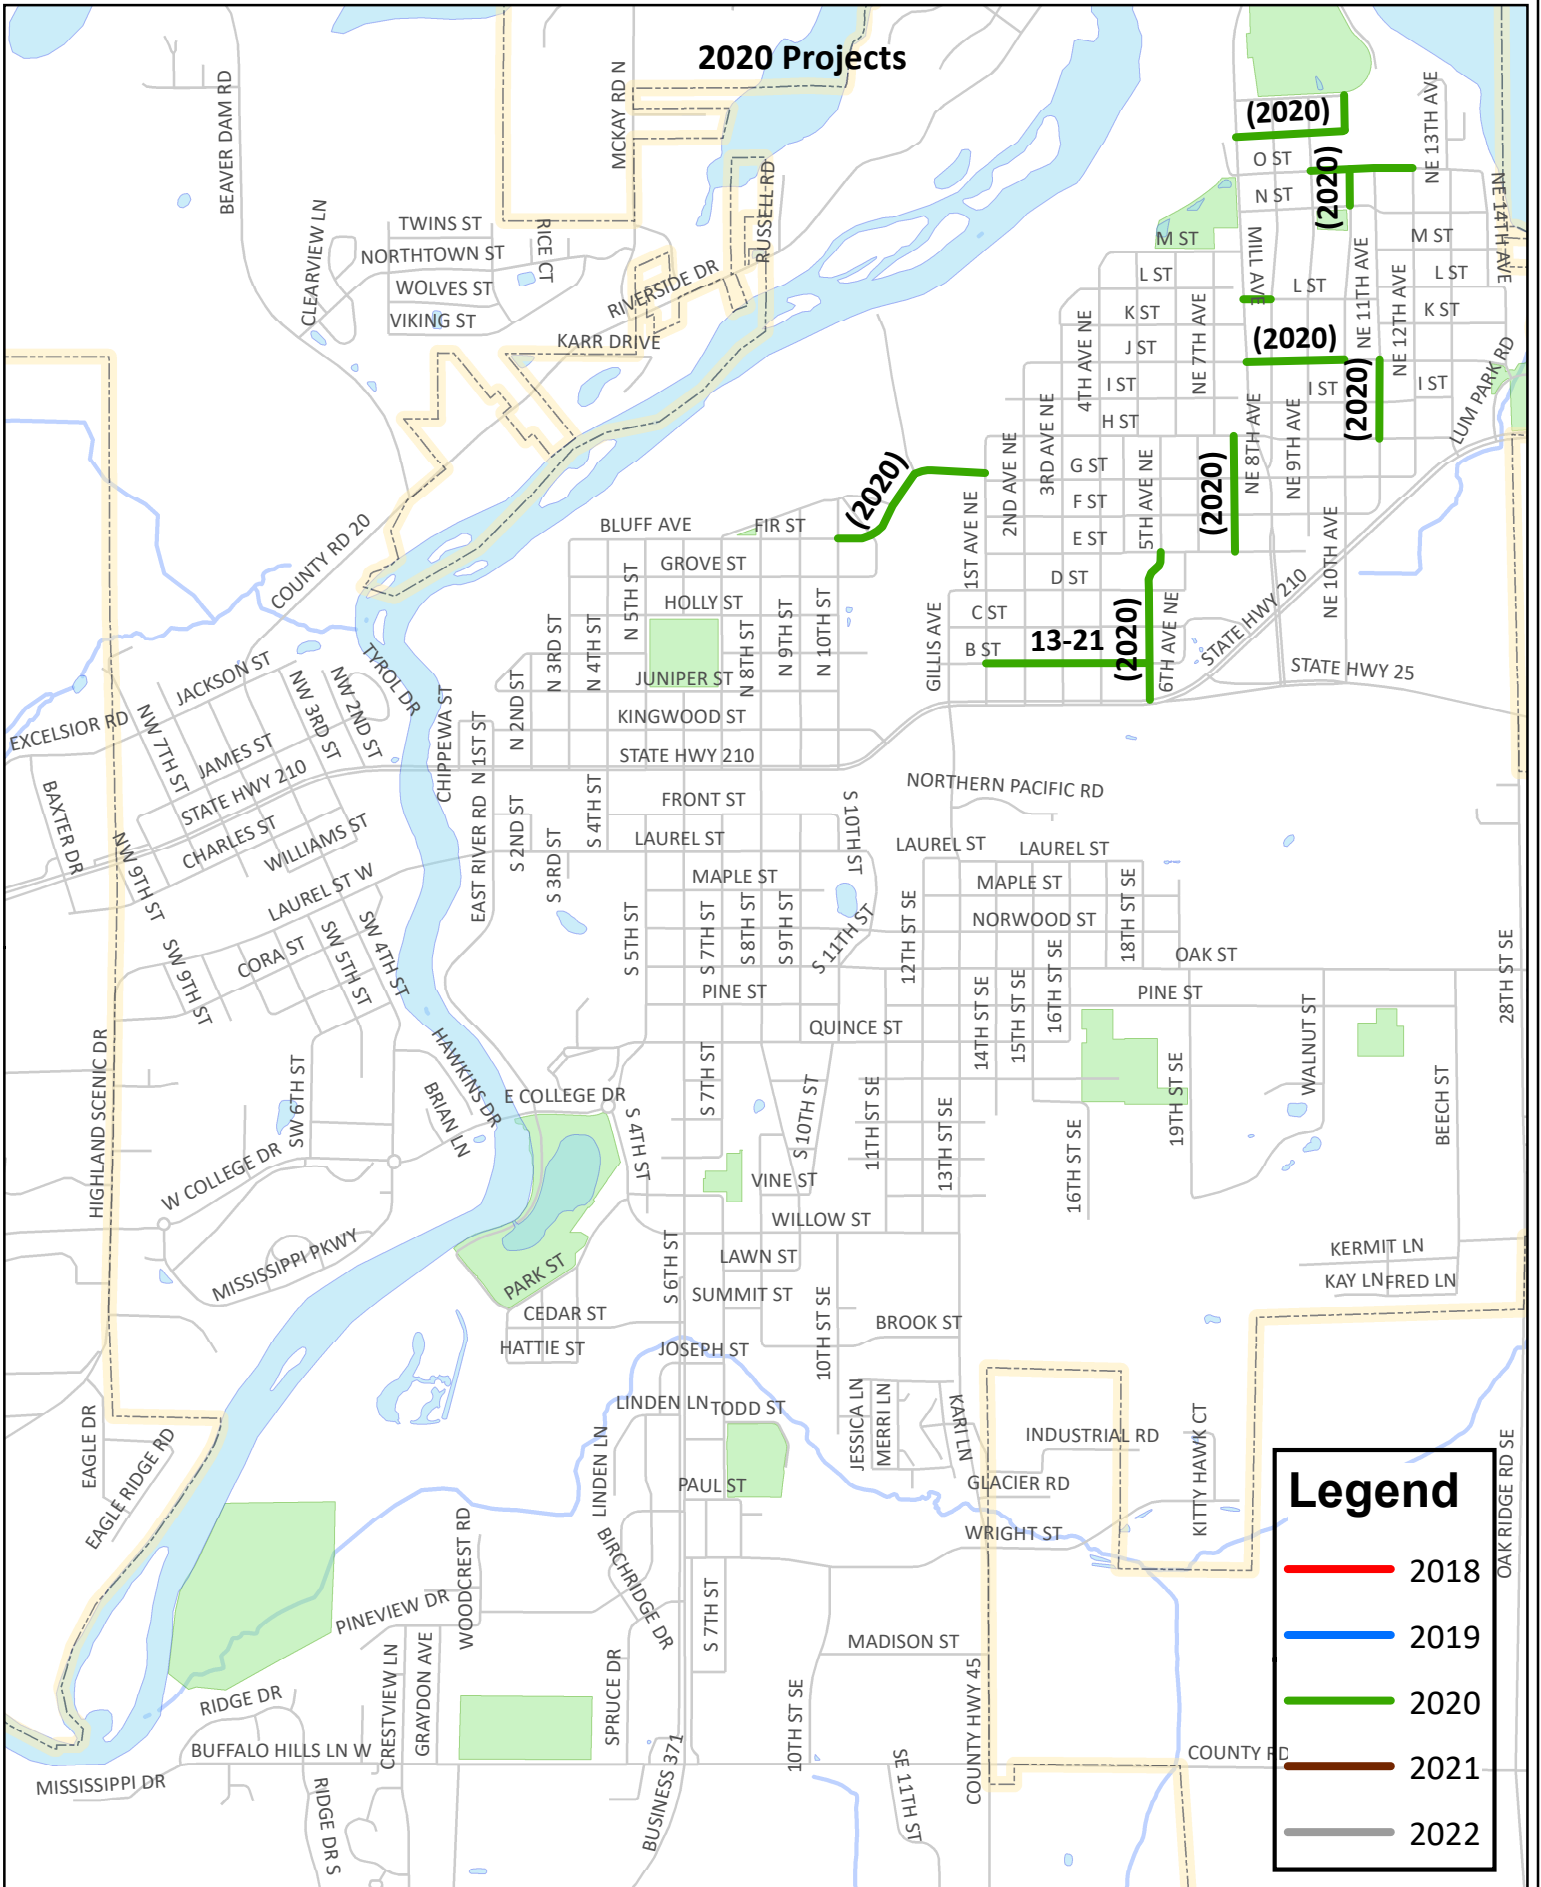 2020 Projects
BEAVER DAM RD
MCKAY RD N
NE 13TH AVE
(2020)
O ST
(2020)
N ST
NE 14TH AVE
RUSSELL RD
CLEARVIEW LN
TWINS ST
RICE CT
NORTHTOWN ST
WOLVES ST
VIKING ST
RIVERSIDE DR
KARR DRIVE
M ST
MILL AVE
M ST
L ST
L ST
L ST
NE 11TH AVE
NE 12TH AVE
K ST
K ST
4TH AVE NE
NE 7TH AVE
J ST
(2020)
I ST
I ST
I ST
(2020)
LUM PARK RD
3RD AVE NE
H ST
NE 8TH AVE
NE 9TH AVE
2ND AVE NE
G ST
5TH AVE NE
(2020)
(2020)
F ST
1ST AVE NE
E ST
NE 10TH AVE
BLUFF AVE
FIR ST
COUNTY RD 20
GROVE ST
D ST
N 5TH ST
HOLLY ST
C ST
STATE HWY 210
GILLIS AVE
(2020)
6TH AVE NE
N 3RD ST
N 4TH ST
N 8TH ST
N 9TH ST
N 10TH ST
B ST
13-21
STATE HWY 25
JACKSON ST
TYROL DR
NW 2ND ST
NW 3RD ST
JUNIPER ST
N 2ND ST
CHIPPEWA ST
KINGWOOD ST
EXCELSIOR RD
NW 7TH ST
JAMES ST
N 1ST ST
STATE HWY 210
STATE HWY 210
NORTHERN PACIFIC RD
BAXTER DR
FRONT ST
S 4TH ST
S 10TH ST
CHARLES ST
WILLIAMS ST
NW 9TH ST
EAST RIVER RD
S 2ND ST
S 3RD ST
LAUREL ST
LAUREL ST
LAUREL ST
LAUREL ST W
MAPLE ST
MAPLE ST
18TH ST SE
NORWOOD ST
CORA ST
SW 5TH ST
SW 4TH ST
SW 9TH ST
S 5TH ST
S 7TH ST
S 8TH ST
S 9TH ST
S 11TH ST
12TH ST SE
OAK ST
28TH ST SE
PINE ST
PINE ST
QUINCE ST
14TH ST SE
15TH ST SE
16TH ST SE
WALNUT ST
HIGHLAND SCENIC DR
HAWKINS DR
BRIAN LN
SW 6TH ST
E COLLEGE DR
S 7TH ST
S 10TH ST
S 4TH ST
11TH ST SE
13TH ST SE
19TH ST SE
16TH ST SE
BEECH ST
W COLLEGE DR
VINE ST
WILLOW ST
MISSISSIPPI PKWY
S 6TH ST
LAWN ST
KERMIT LN
PARK ST
SUMMIT ST
KAY LN
FRED LN
CEDAR ST
10TH ST SE
BROOK ST
HATTIE ST
JOSEPH ST
LINDEN LN
TODD ST
JESSICA LN
MERRI LN
KARI LN
EAGLE DR
EAGLE RIDGE RD
LINDEN LN
INDUSTRIAL RD
KITTY HAWK CT
PAUL ST
GLACIER RD
WOODCREST RD
WRIGHT ST
OAK RIDGE RD SE
BIRCHRIDGE DR
PINEVIEW DR
S 7TH ST
MADISON ST
CRESTVIEW LN
GRAYDON AVE
SPRUCE DR
10TH ST SE
COUNTY HWY 45
RIDGE DR
BUFFALO HILLS LN W
BUSINESS 371
COUNTY RD
MISSISSIPPI DR
RIDGE DR S
SE 11TH ST
Legend
2018
2019
2020
2021
2022